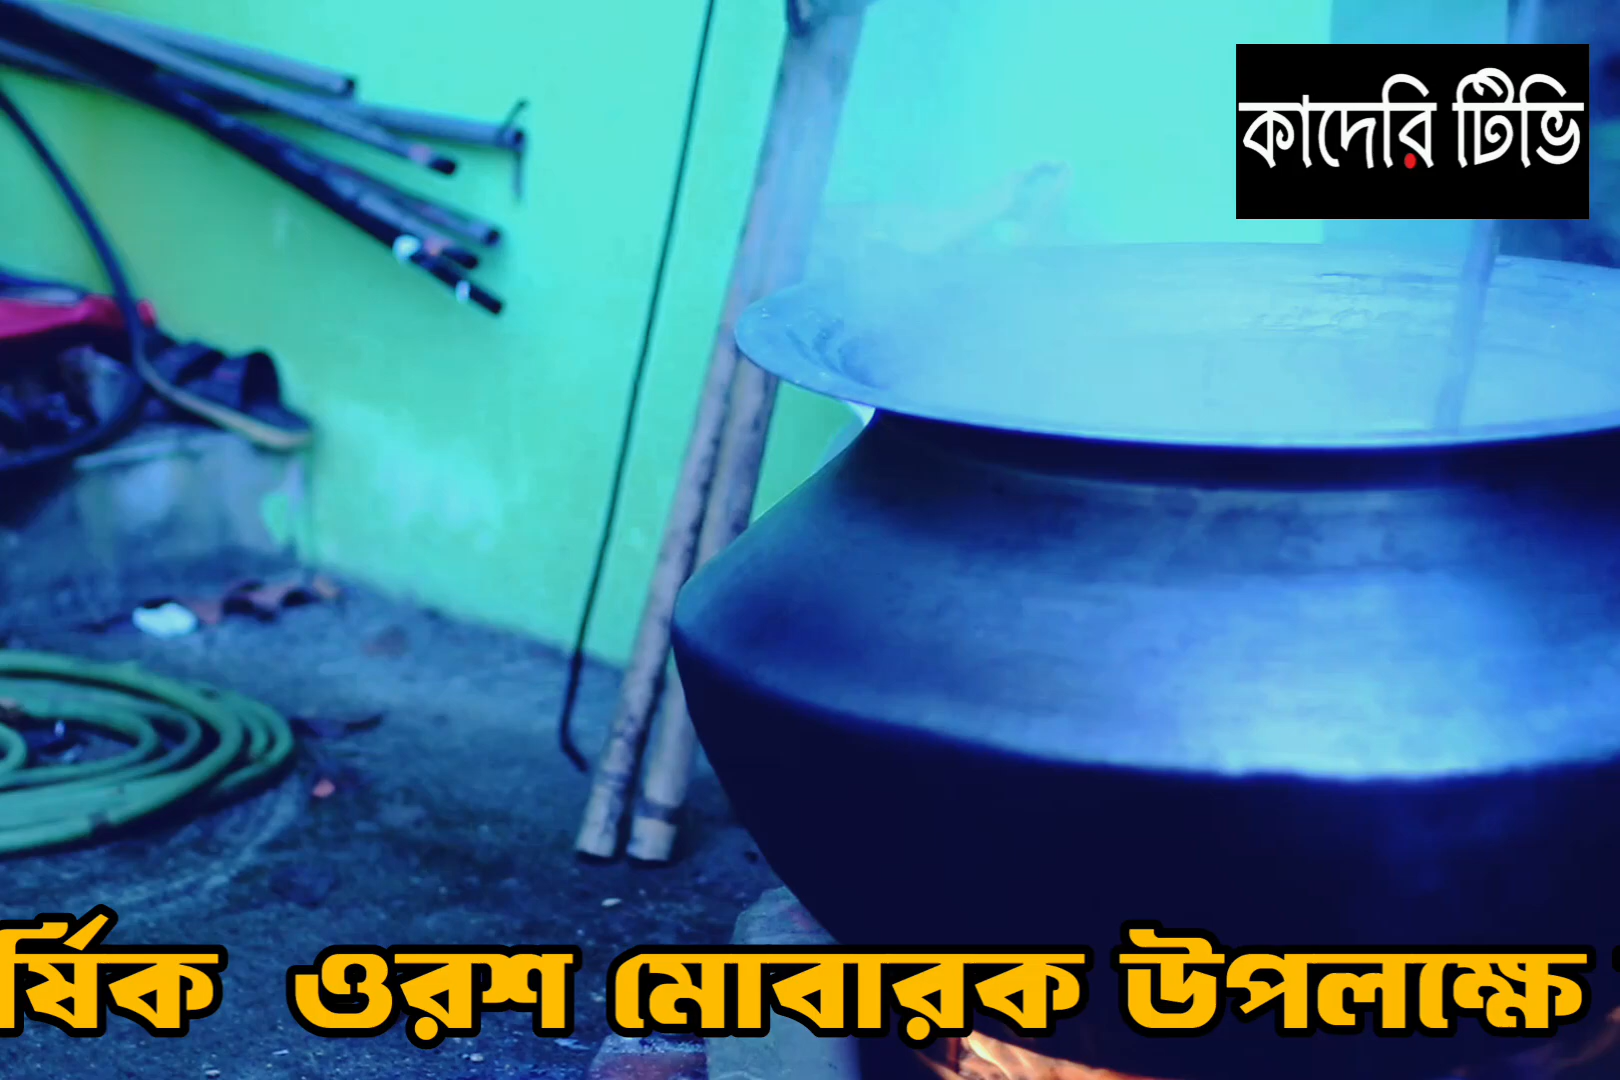 কাদেরি টিভি
র্ষিক ওরশ মোবারক উপলক্ষে